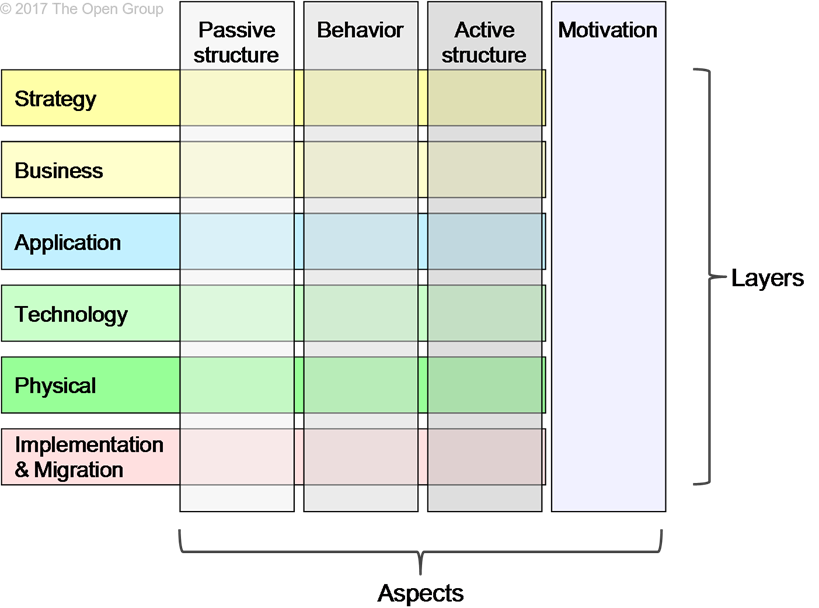 © 2017 The Open Group
Passive
structure
Behavior
Active
structure
Motivation
Strategy
Business
Application
Technology
Physical
Implementation
& Migration
Layers
Aspects